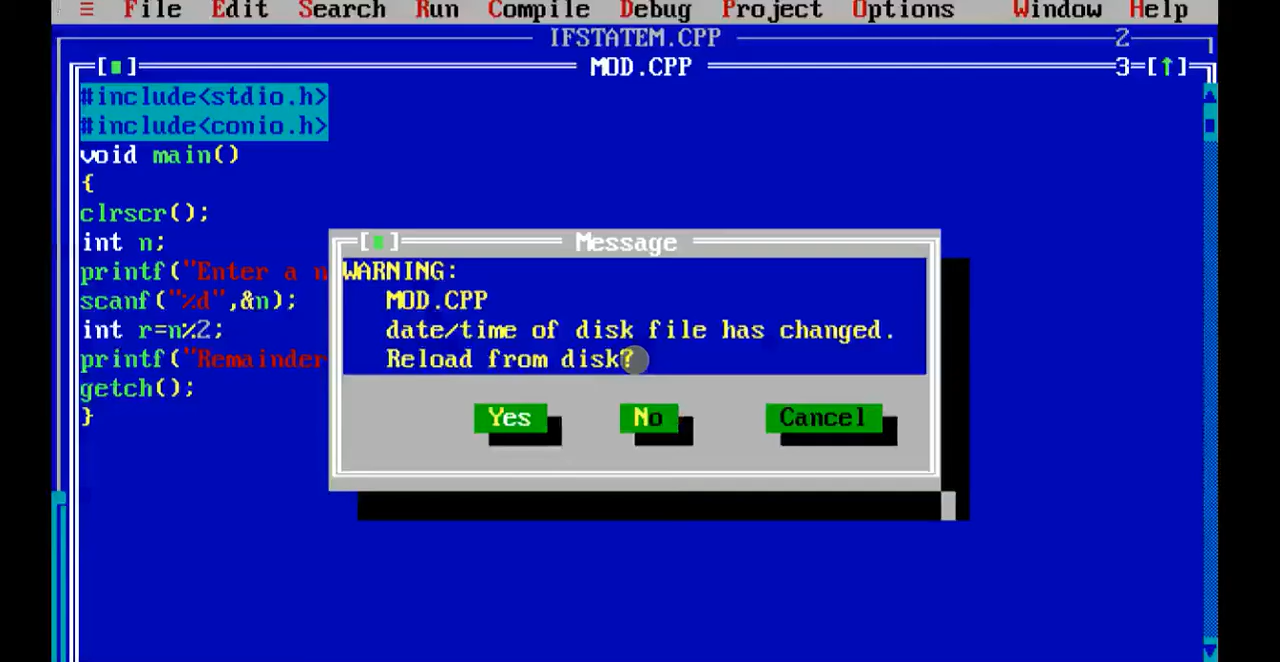 ≡ File Edit Search Run Compile Debug Project Options Window Help
IFSTATEM.CPP 2
MOD.CPP 3=[↑]
#include<stdio.h>
#include<conio.h>
void main()
{
clrscr();
int n;
printf("Enter a n
scanf("%d",&n);
int r=n%2;
printf("Remainder
getch();
}
Message
WARNING:
MOD.CPP
date/time of disk file has changed.
Reload from disk?
Yes No Cancel